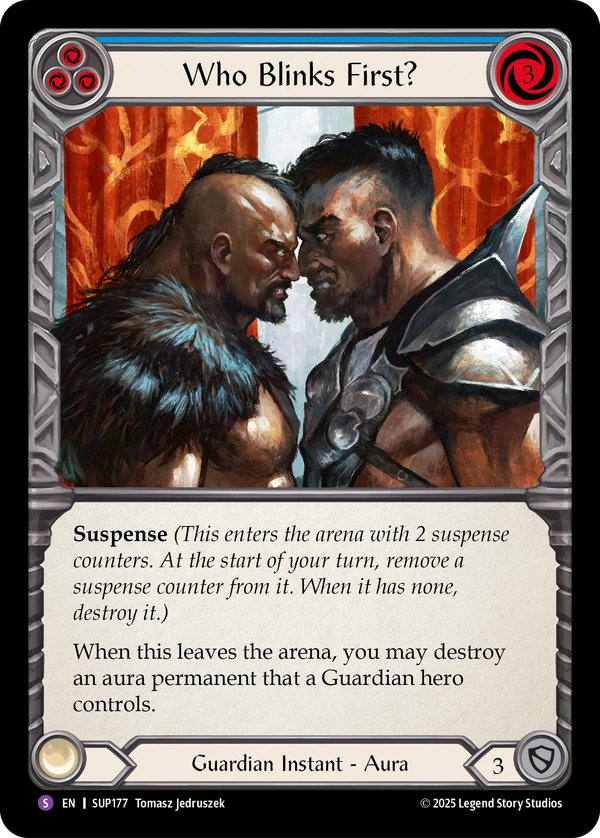 Who Blinks First?
3
Suspense (This enters the arena with 2 suspense
counters. At the start of your turn, remove a
suspense counter from it. When it has none,
destroy it.)
When this leaves the arena, you may destroy
an aura permanent that a Guardian hero
controls.
Guardian Instant - Aura
3
S EN | SUP177 Tomasz Jedruszek
© 2025 Legend Story Studios